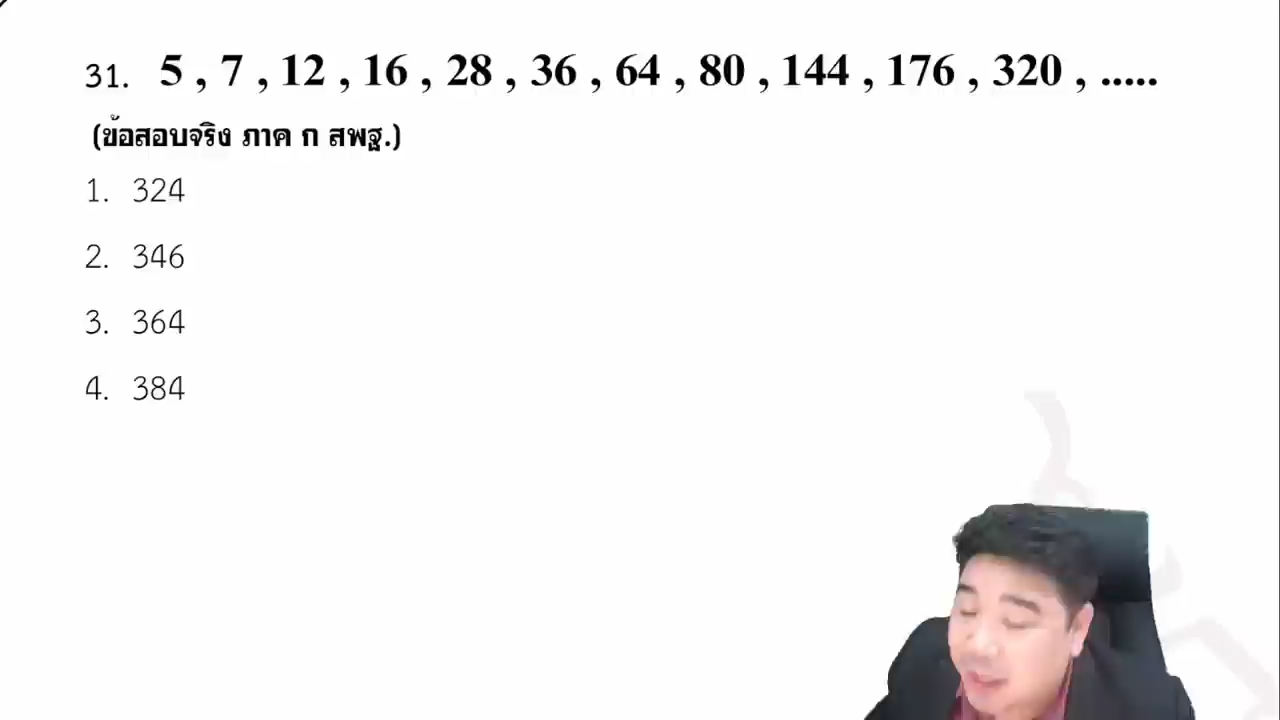 31. 5 , 7 , 12 , 16 , 28 , 36 , 64 , 80 , 144 , 176 , 320 , .....
(ข้อสอบจริง ภาค ก สพฐ.)
1. 324
2. 346
3. 364
4. 384